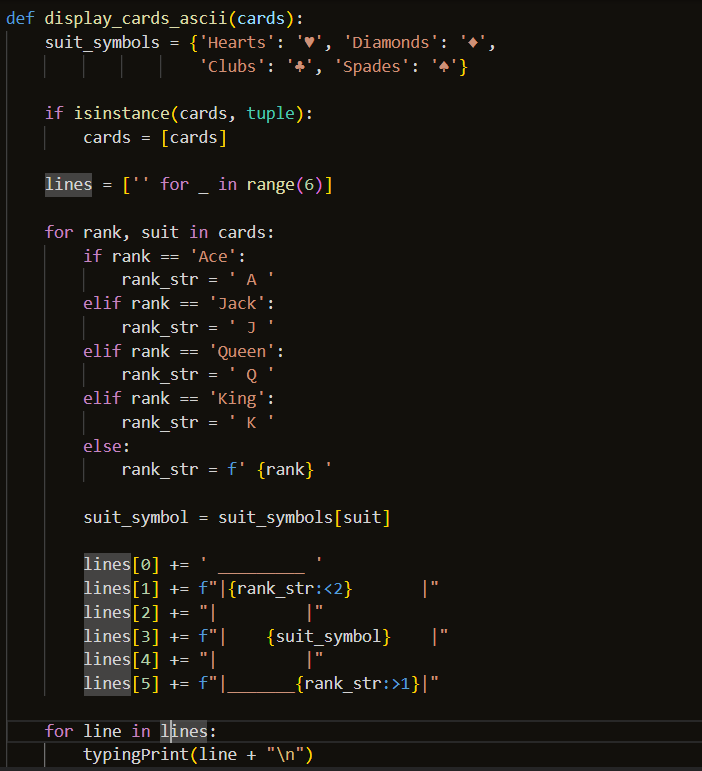 def display_cards_ascii(cards):
    suit_symbols = {'Hearts': '♥', 'Diamonds': '♦',
                    'Clubs': '♣', 'Spades': '♠'}

    if isinstance(cards, tuple):
        cards = [cards]

    lines = ['' for _ in range(6)]

    for rank, suit in cards:
        if rank == 'Ace':
            rank_str = ' A '
        elif rank == 'Jack':
            rank_str = ' J '
        elif rank == 'Queen':
            rank_str = ' Q '
        elif rank == 'King':
            rank_str = ' K '
        else:
            rank_str = f' {rank} '

        suit_symbol = suit_symbols[suit]

        lines[0] += ' _________ '
        lines[1] += f"|{rank_str:<2}       |"
        lines[2] += "|         |"
        lines[3] += f"|    {suit_symbol}    |"
        lines[4] += "|         |"
        lines[5] += f"|_______{rank_str:>1}|"

    for line in lines:
        typingPrint(line + "\n")